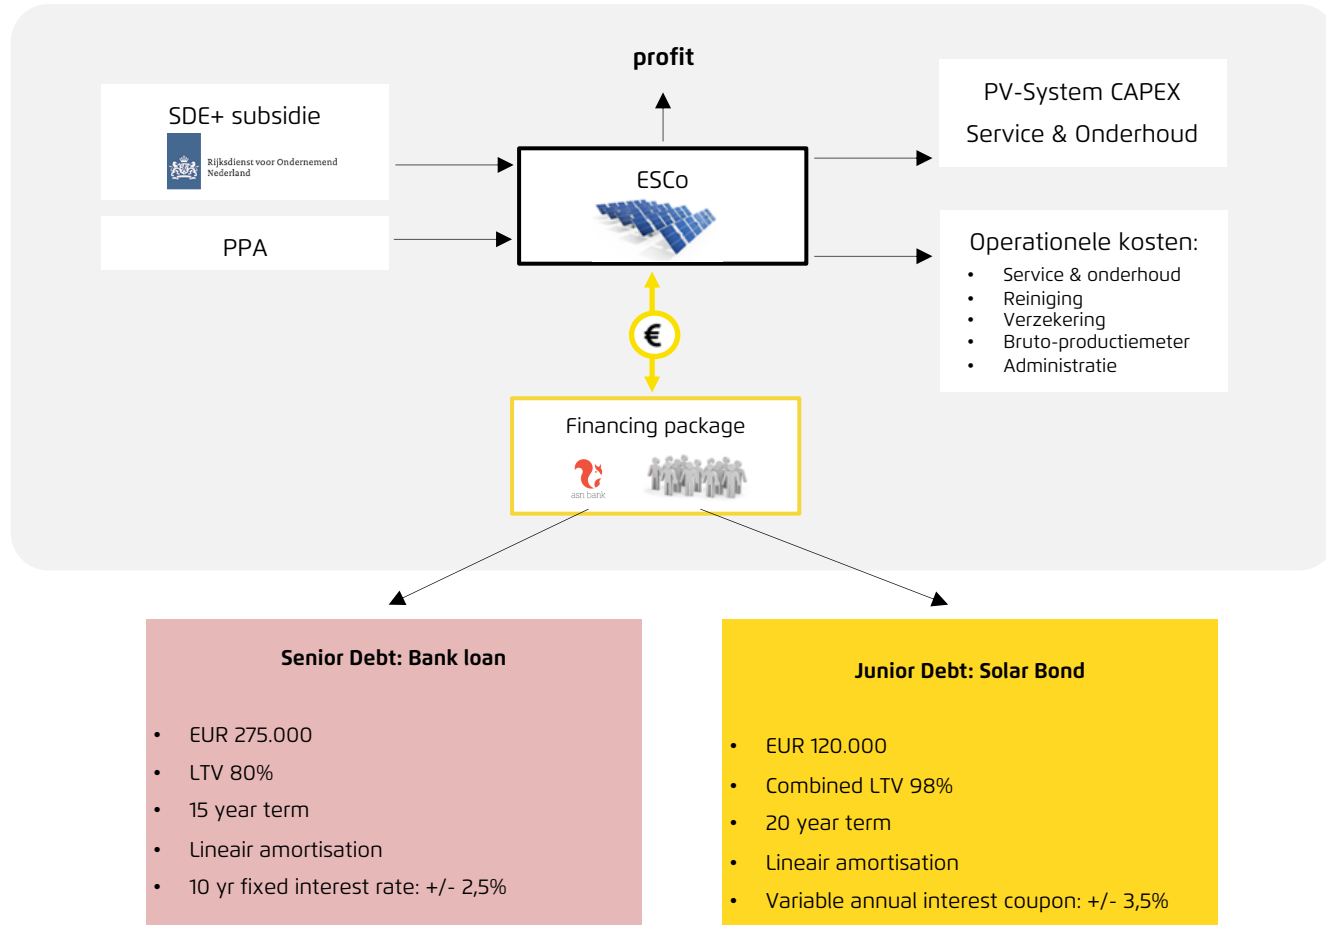 profit
SDE+ subsidie
Rijksdienst voor Ondernemend
Nederland
PPA
ESCo
PV-System CAPEX
Service & Onderhoud
Operationele kosten:
• Service & onderhoud
• Reiniging
• Verzekering
• Bruto-productiemeter
• Administratie
€
Financing package
asn bank
Senior Debt: Bank loan
• EUR 275.000
• LTV 80%
• 15 year term
• Lineair amortisation
• 10 yr fixed interest rate: +/- 2,5%
Junior Debt: Solar Bond
• EUR 120.000
• Combined LTV 98%
• 20 year term
• Lineair amortisation
• Variable annual interest coupon: +/- 3,5%